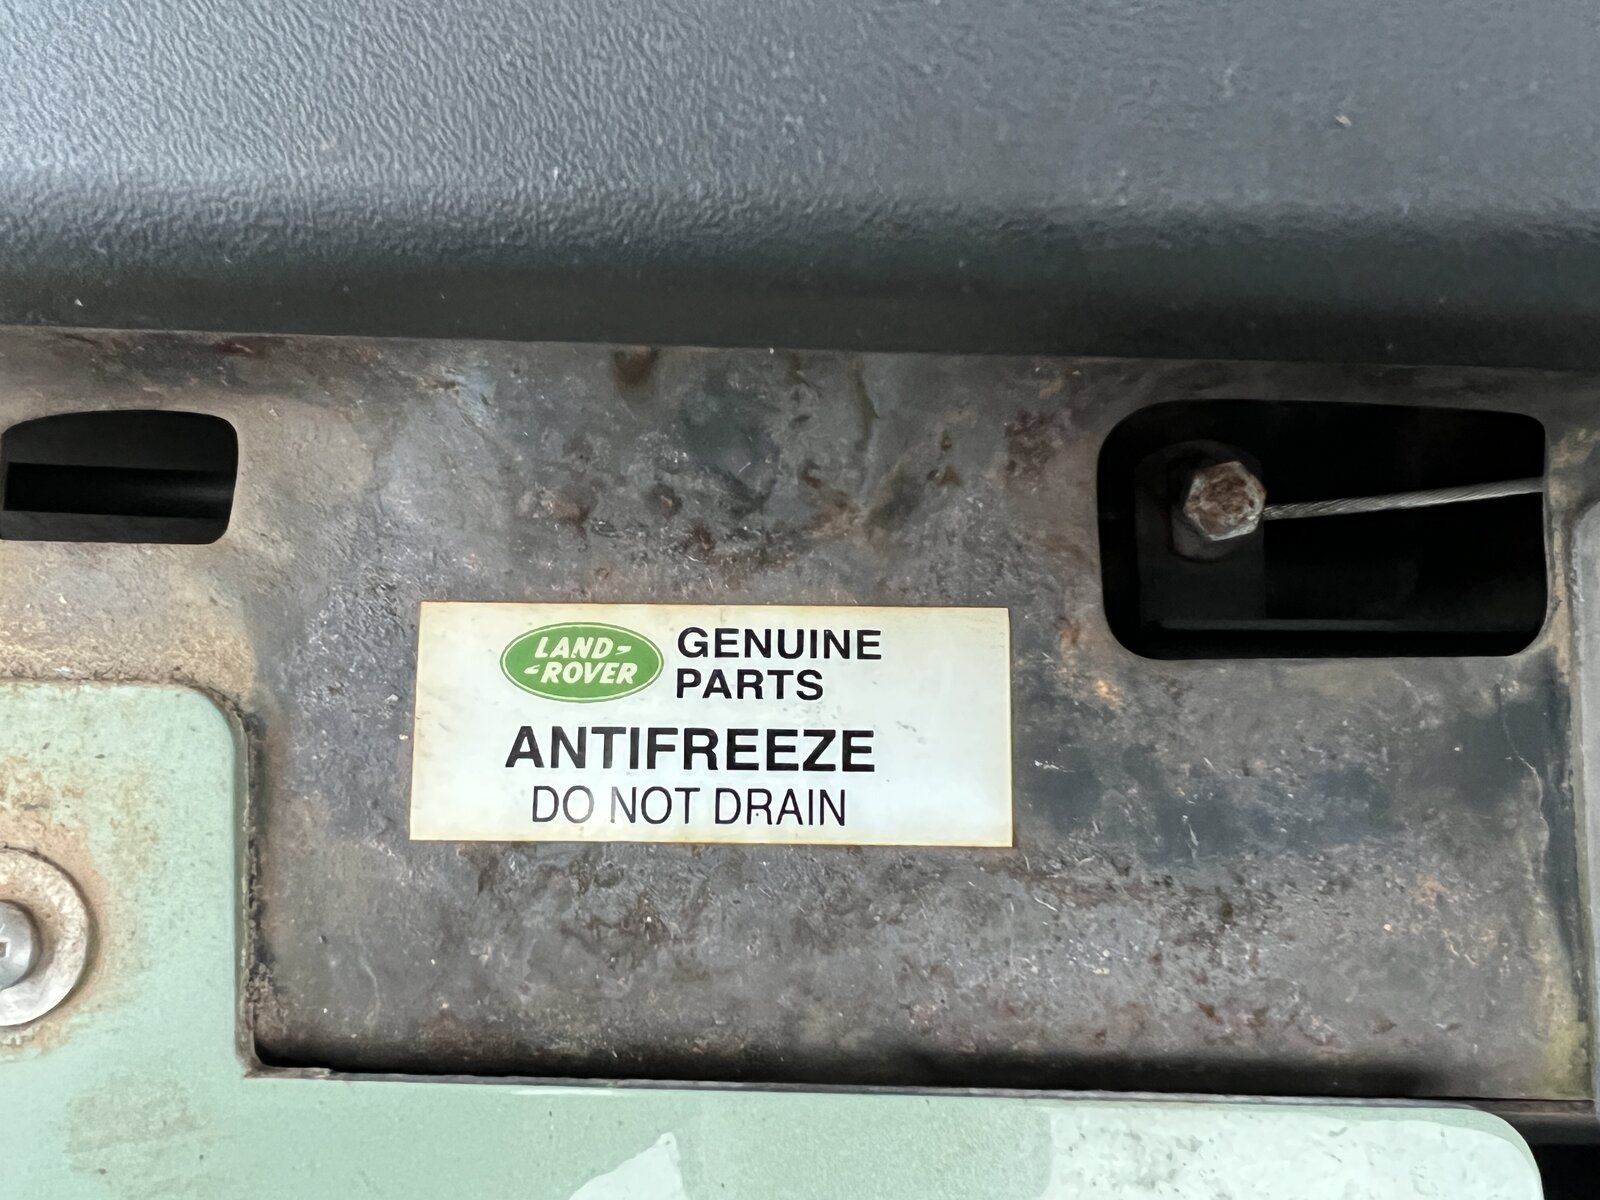 LAND-
-ROVER
GENUINE
PARTS
ANTIFREEZE
DO NOT DRAIN